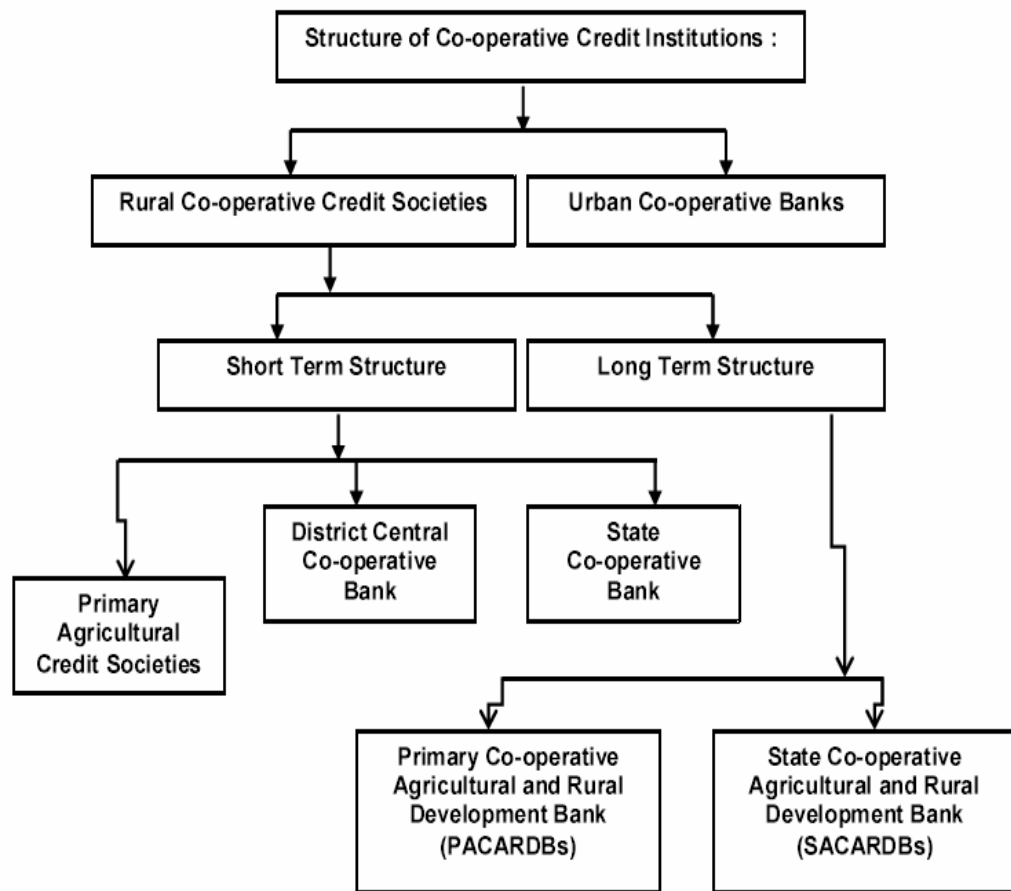 Structure of Co-operative Credit Institutions :
Rural Co-operative Credit Societies
Urban Co-operative Banks
Short Term Structure
Long Term Structure
District Central
Co-operative
Bank
State
Co-operative
Bank
Primary
Agricultural
Credit Societies
Primary Co-operative
Agricultural and Rural
Development Bank
(PACARDBs)
State Co-operative
Agricultural and Rural
Development Bank
(SACARDBs)